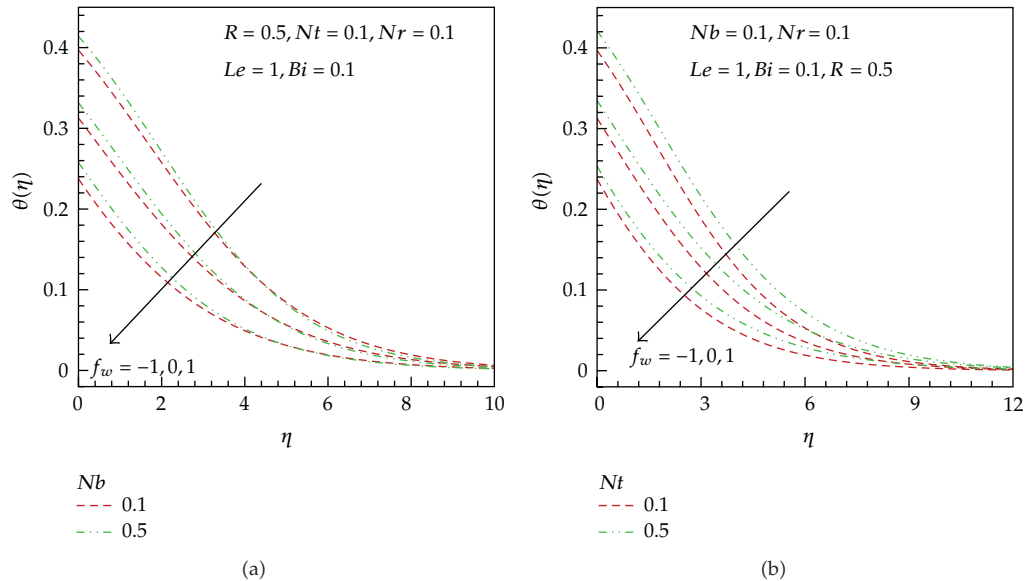 R = 0.5, Nt = 0.1, Nr = 0.1
Le = 1, Bi = 0.1
0.4
0.3
0.2
0.1
0
θ(η)
f_w = −1, 0, 1
0 2 4 6 8 10
η
Nb
0.1
0.5
(a)
Nb = 0.1, Nr = 0.1
Le = 1, Bi = 0.1, R = 0.5
0.4
0.3
0.2
0.1
0
θ(η)
f_w = −1, 0, 1
0 3 6 9 12
η
Nt
0.1
0.5
(b)